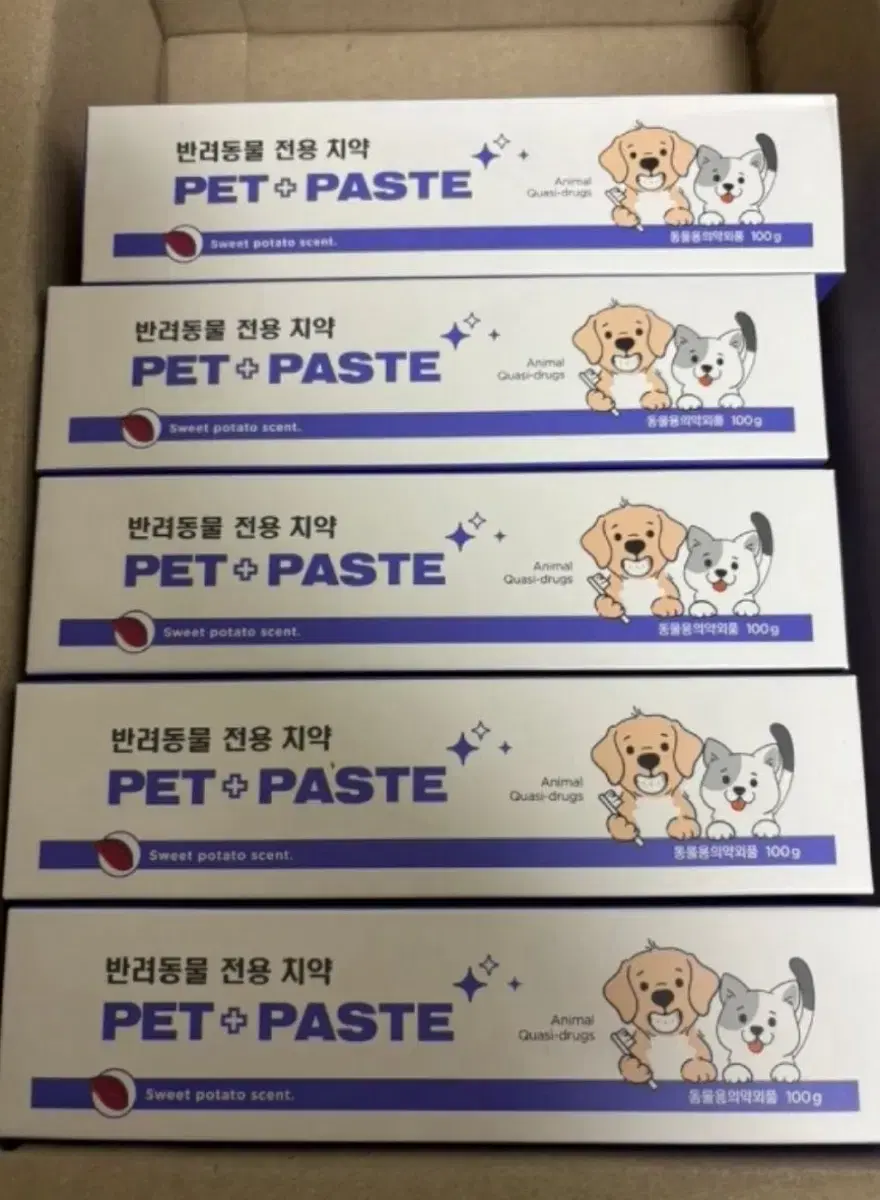 반려동물 전용 치약
PET PASTE
Animal
Quasi-drugs
Sweet potato scent.
동물용의약외품 100g
반려동물 전용 치약
PET PASTE
Animal
Quasi-drugs
Sweet potato scent.
동물용의약외품 100g
반려동물 전용 치약
PET PASTE
Animal
Quasi-drugs
Sweet potato scent.
동물용의약외품 100g
반려동물 전용 치약
PET PASTE
Animal
Quasi-drugs
Sweet potato scent.
동물용의약외품 100g
반려동물 전용 치약
PET PASTE
Animal
Quasi-drugs
Sweet potato scent.
동물용의약외품 100g